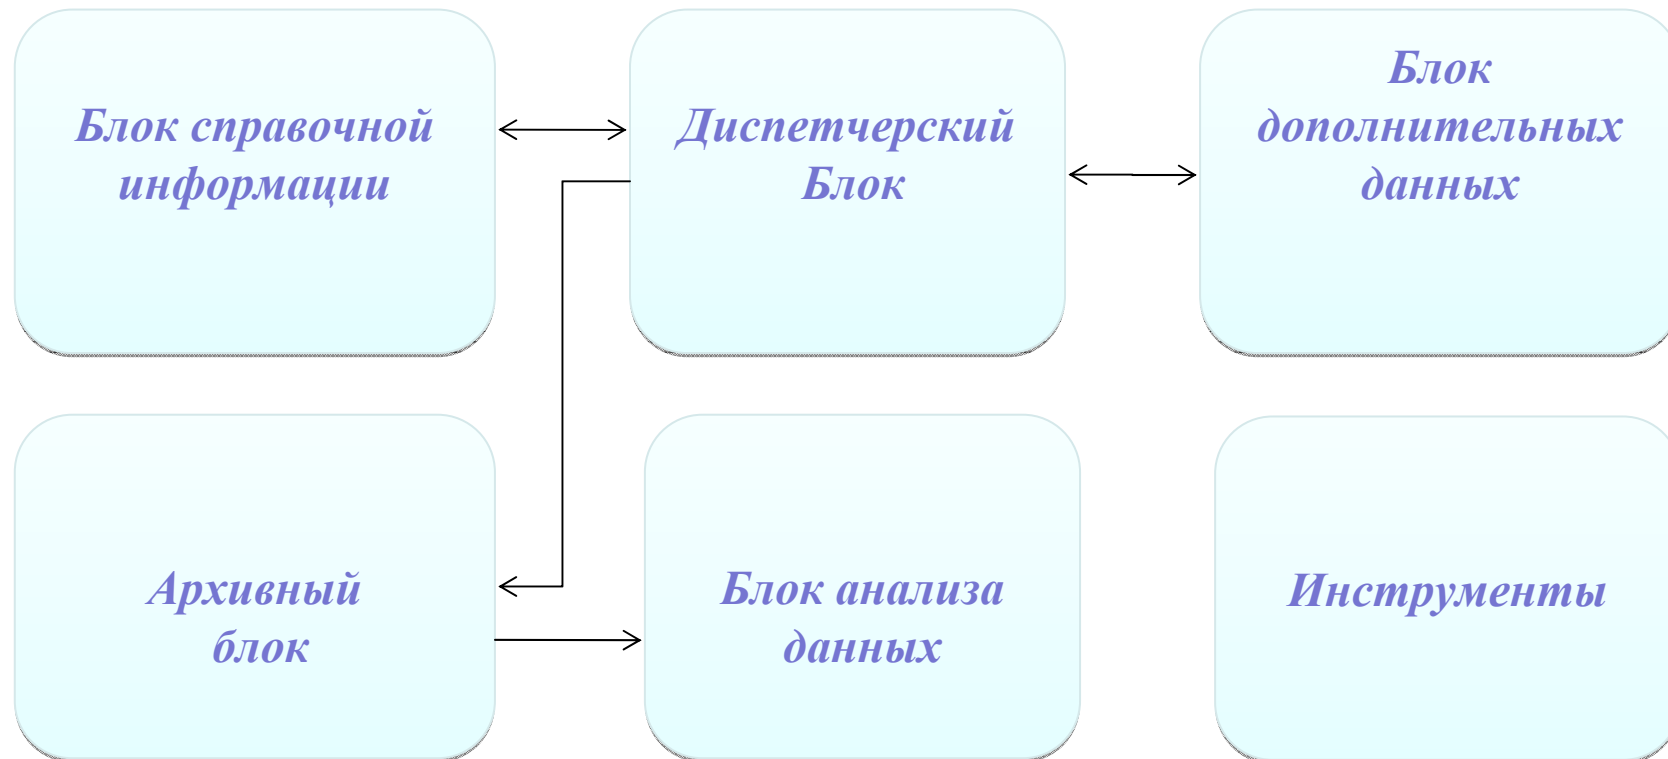 Блок справочной
информации
Диспетчерский
Блок
Блок
дополнительных
данных
Архивный
блок
Блок анализа
данных
Инструменты